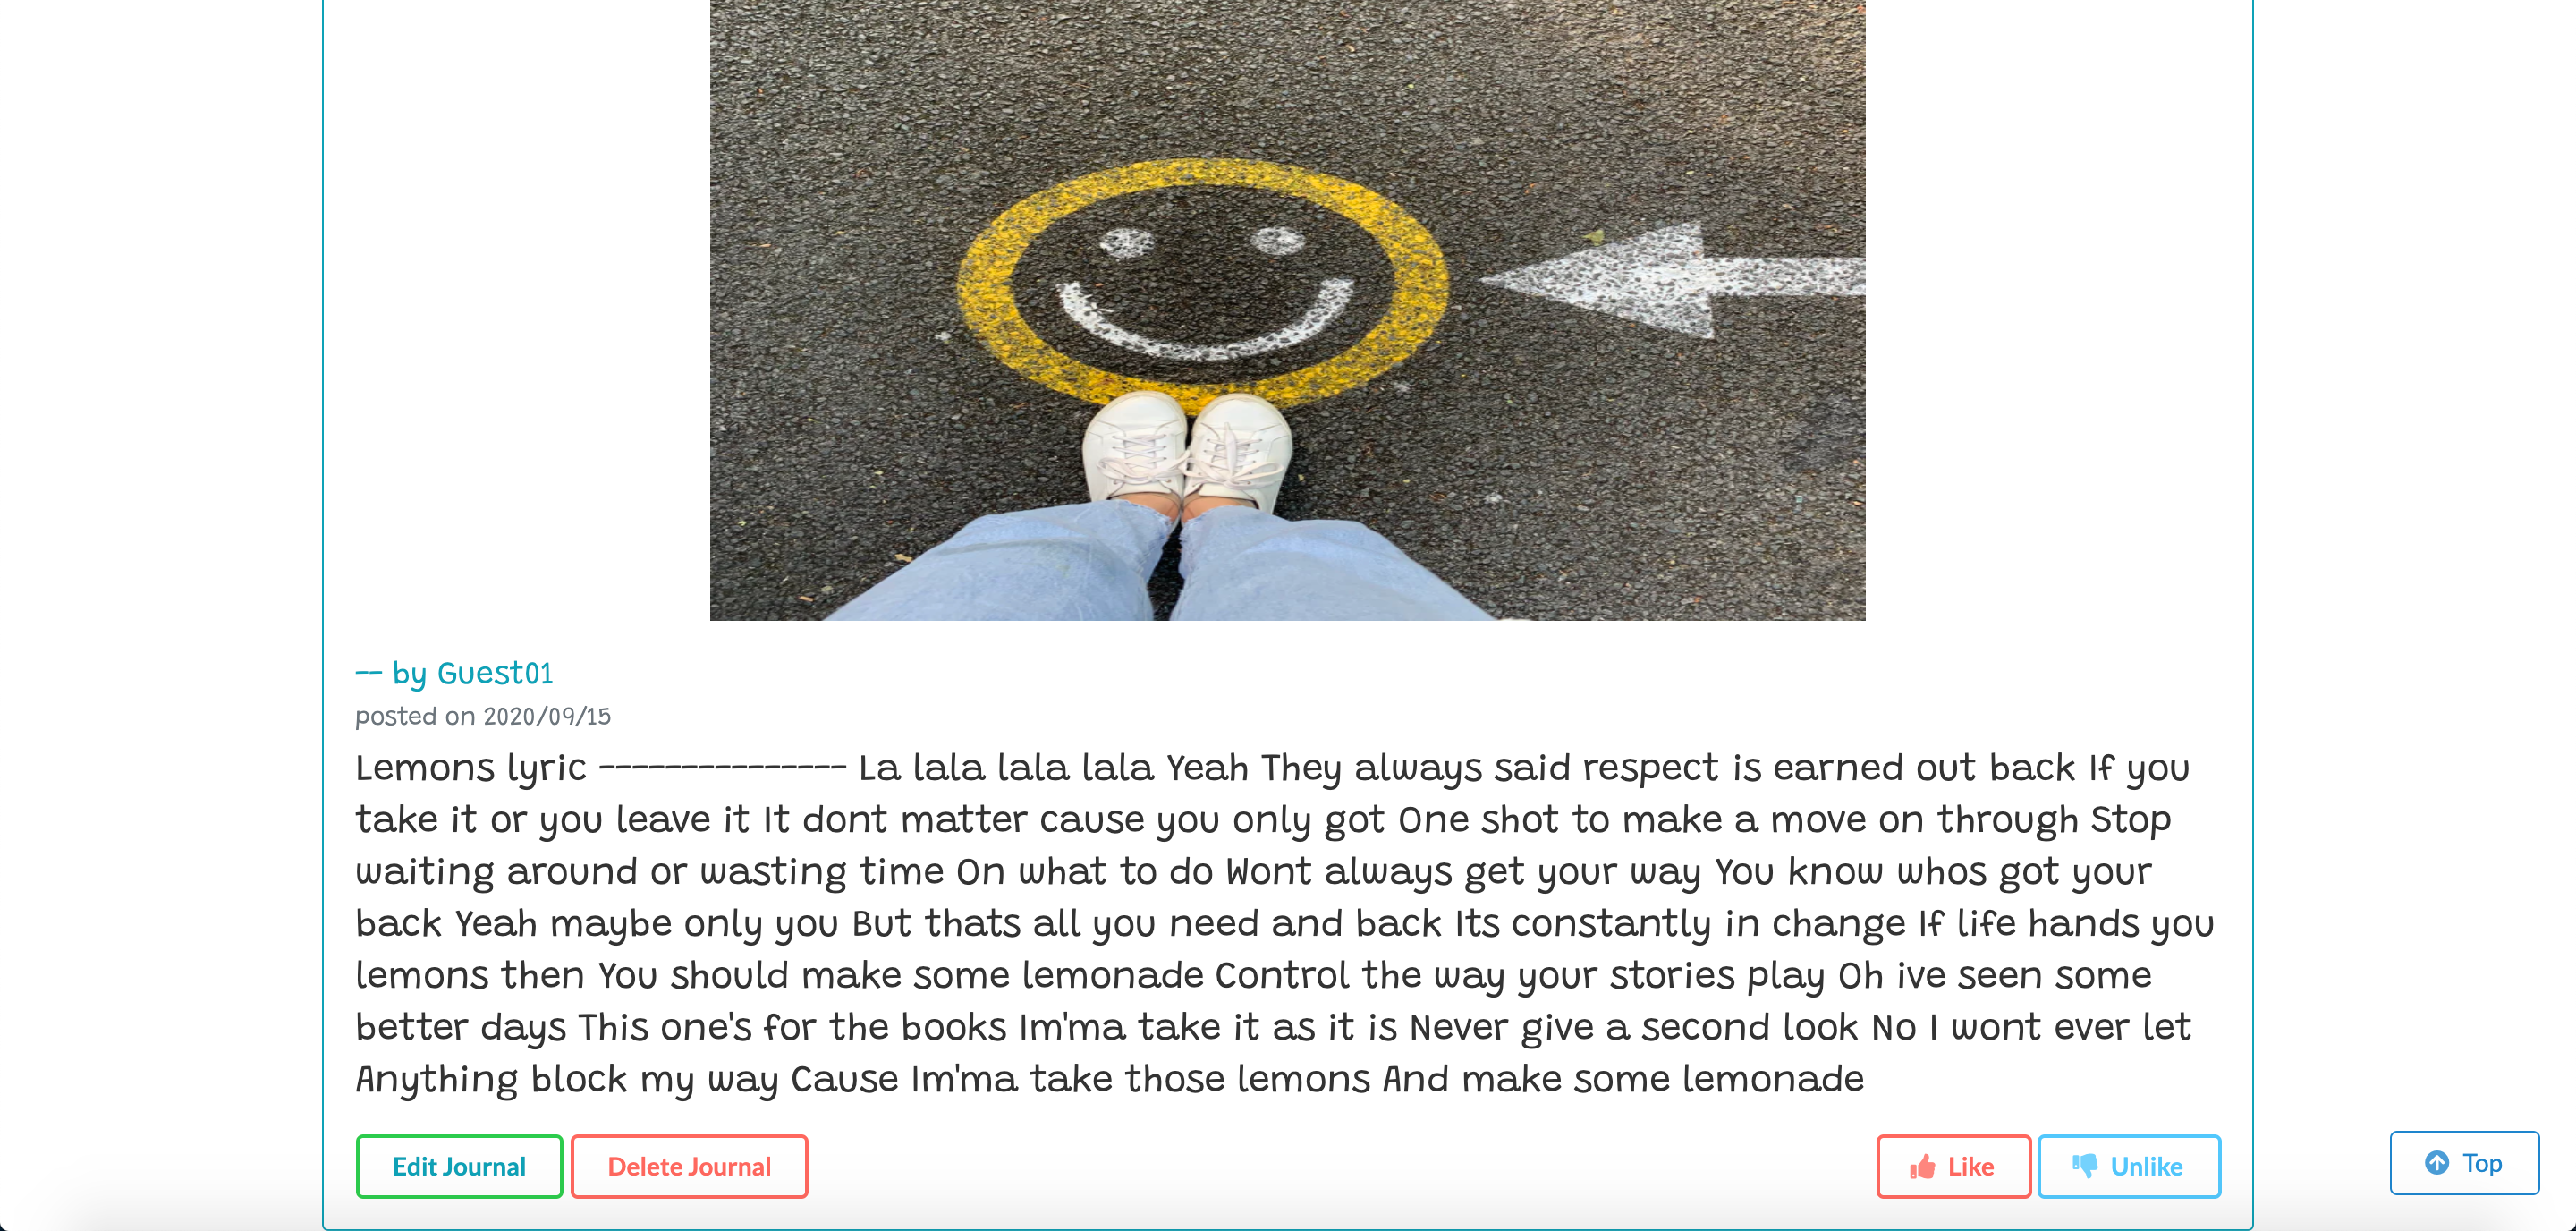 -- by Guest01
posted on 2020/09/15
Lemons lyric --------------- La lala lala lala Yeah They always said respect is earned out back If you
take it or you leave it It dont matter cause you only got One shot to make a move on through Stop
waiting around or wasting time On what to do Wont always get your way You know whos got your
back Yeah maybe only you But thats all you need and back Its constantly in change If life hands you
lemons then You should make some lemonade Control the way your stories play Oh ive seen some
better days This one's for the books Im'ma take it as it is Never give a second look No I wont ever let
Anything block my way Cause Im'ma take those lemons And make some lemonade
Edit Journal
Delete Journal
Like
Unlike
Top